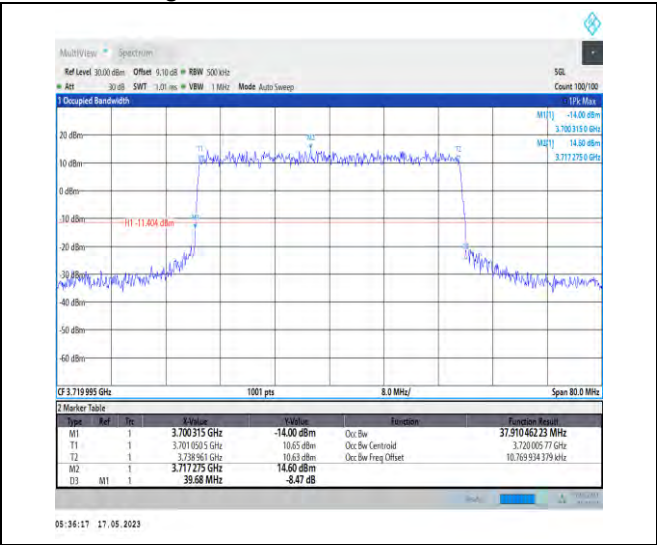 MultiView Spectrum
Ref Level 30.00 dBm Offset 9.10 dB RBW 500 kHz SGL
Att 30 dB SWT 1.01 ms VBW 1 MHz Mode Auto Sweep Count 100/100
1 Occupied Bandwidth 1Pk Max
M1[1] -14.00 dBm
3.700 315 0 GHz
M2[1] 14.60 dBm
3.717 275 0 GHz
20 dBm
T1 M2 T2
10 dBm
0 dBm
-10 dBm
H1 -11.404 dBm M1
-20 dBm
-30 dBm
-40 dBm
-50 dBm
-60 dBm
CF 3.719 995 GHz 1001 pts 8.0 MHz/ Span 80.0 MHz
2 Marker Table
Type Ref Trc X-Value Y-Value Function Function Result
M1 1 3.700 315 GHz -14.00 dBm Occ Bw 37.910 462 23 MHz
T1 1 3.701 050 5 GHz 10.65 dBm Occ Bw Centroid 3.720 005 77 GHz
T2 1 3.738 961 GHz 10.63 dBm Occ Bw Freq Offset 10.769 934 379 kHz
M2 1 3.717 275 GHz 14.60 dBm
D3 M1 1 39.68 MHz -8.47 dB
05:36:17 17.05.2023